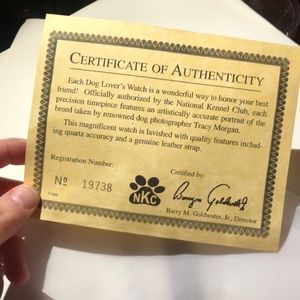 CERTIFICATE OF AUTHENTICITY
Each Dog Lover's Watch is a wonderful way to honor your best
friend! Officially authorized by the National Kennel Club, each
precision timepiece features an artistically accurate portrait of the
breed taken by renowned dog photographer Tracy Morgan.
This magnificent watch is lavished with quality features includ-
ing quartz accuracy and genuine leather strap.
Registration Number:
No 19738
NKC
Certified by:
Barry M. Goldwater, Jr., Director